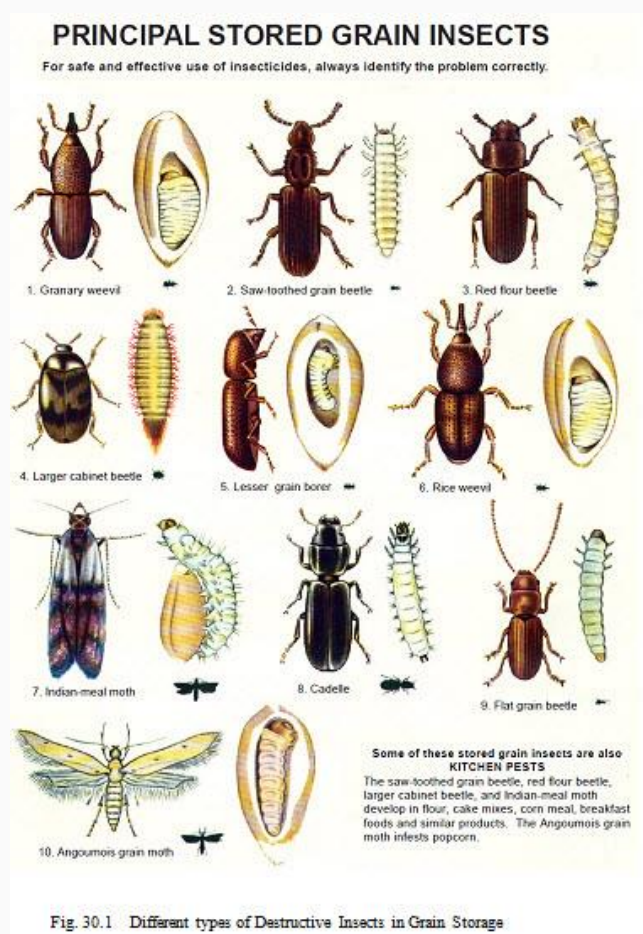 PRINCIPAL STORED GRAIN INSECTS
For safe and effective use of insecticides, always identify the problem correctly.
1. Granary weevil
2. Saw-toothed grain beetle
3. Red flour beetle
4. Larger cabinet beetle
5. Lesser grain borer
6. Rice weevil
7. Indian-meal moth
8. Cadelle
9. Flat grain beetle
10. Angoumois grain moth
Some of these stored grain insects are also
KITCHEN PESTS
The saw-toothed grain beetle, red flour beetle,
larger cabinet beetle, and Indian-meal moth
develop in flour, cake mixes, corn meal, breakfast
foods and similar products. The Angoumois grain
moth infests popcorn.
Fig. 30.1 Different types of Destructive Insects in Grain Storage